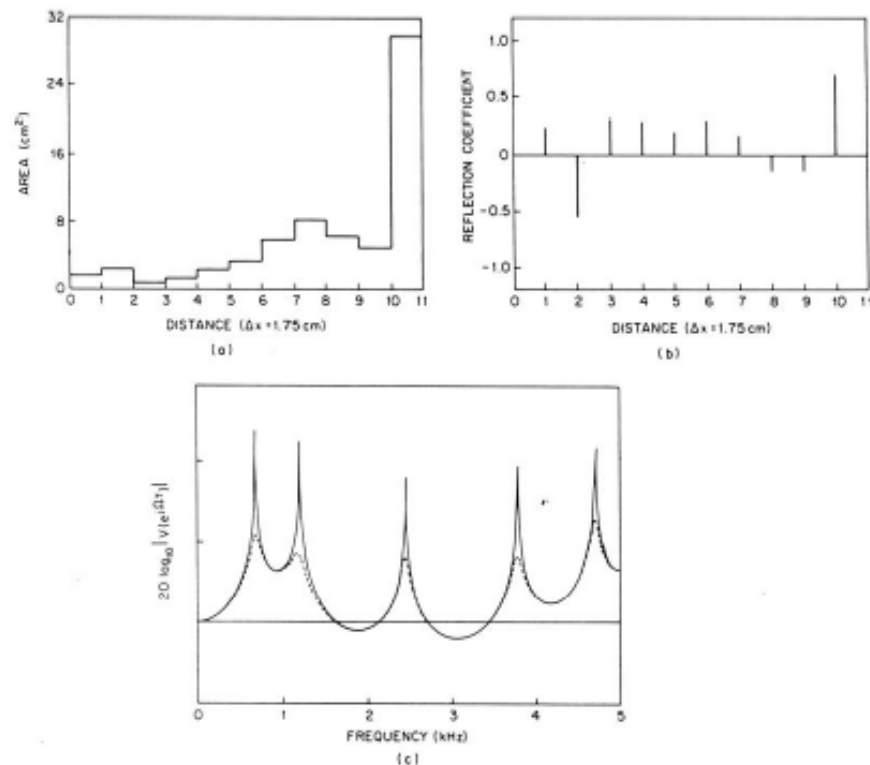 32
24
16
8
0
AREA (cm²)
0 1 2 3 4 5 6 7 8 9 10 11
DISTANCE (Δx = 1.75 cm)
(a)
1.0
0.5
0
-0.5
-1.0
REFLECTION COEFFICIENT
0 1 2 3 4 5 6 7 8 9 10 11
DISTANCE (Δx = 1.75 cm)
(b)
20 log₁₀|V(e^jΩT)|
0 1 2 3 4 5
FREQUENCY (kHz)
(c)